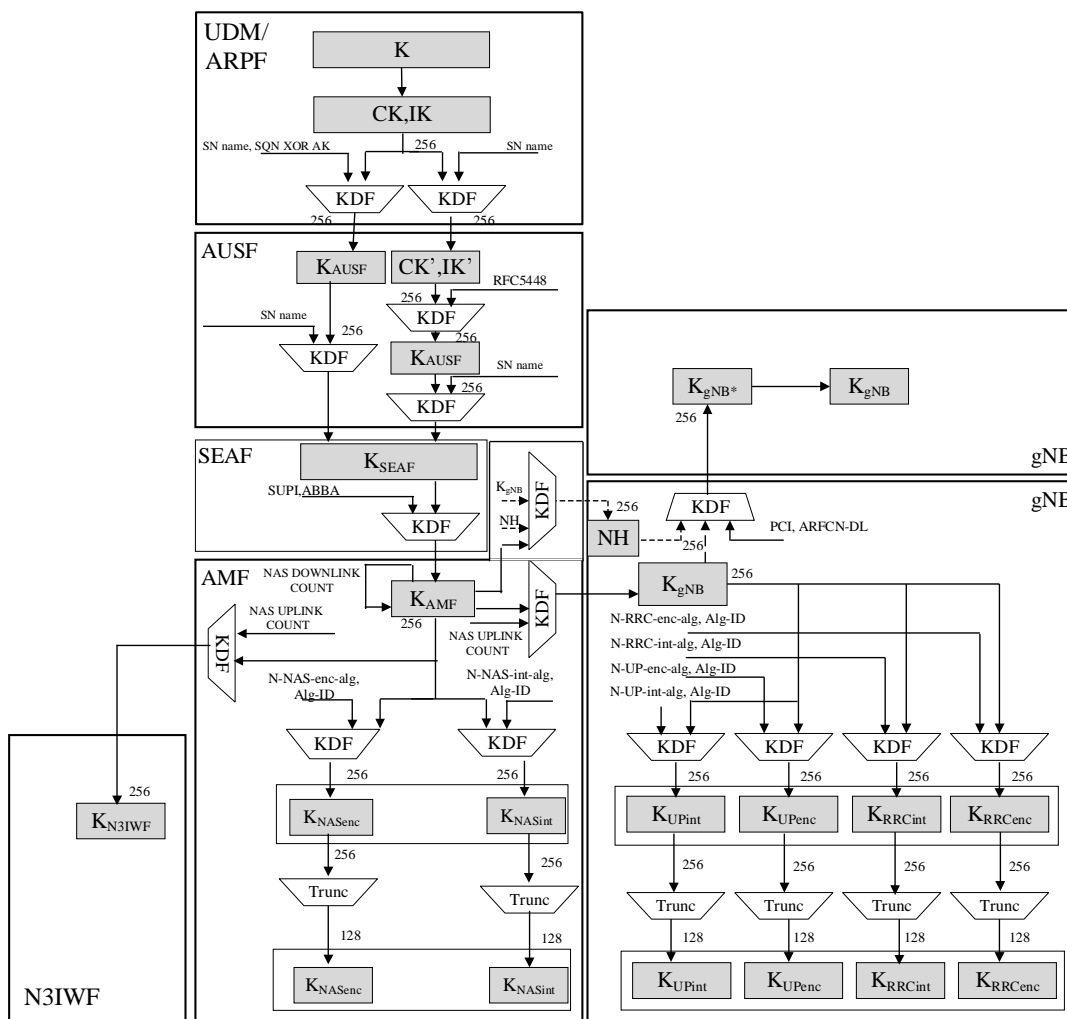 UDM/
ARPF
K
CK,IK
SN name, SQN XOR AK
256
SN name
KDF
KDF
256
256
AUSF
KAUSF
CK’,IK’
RFC5448
256
KDF
SN name
256
256
KDF
KAUSF
SN name
256
KDF
KgNB*
KgNB
256
gNB
SEAF
KSEAF
SUPI,ABBA
KDF
KgNB
NH
KDF
256
NH
256
KDF
PCI, ARFCN-DL
gNB
AMF
NAS DOWNLINK
COUNT
KAMF
256
NAS UPLINK
COUNT
KDF
KgNB
256
NAS UPLINK
COUNT
KDF
N-RRC-enc-alg, Alg-ID
N-RRC-int-alg, Alg-ID
N-UP-enc-alg, Alg-ID
N-UP-int-alg, Alg-ID
N-NAS-enc-alg,
Alg-ID
N-NAS-int-alg,
Alg-ID
KDF
KDF
KDF
KDF
KDF
KDF
256
256
256
256
256
256
256
KN3IWF
KNASenc
KNASint
KUPint
KUPenc
KRRCint
KRRCenc
256
256
256
256
256
256
Trunc
Trunc
Trunc
Trunc
Trunc
Trunc
128
128
128
128
128
128
KNASenc
KNASint
KUPint
KUPenc
KRRCint
KRRCenc
N3IWF